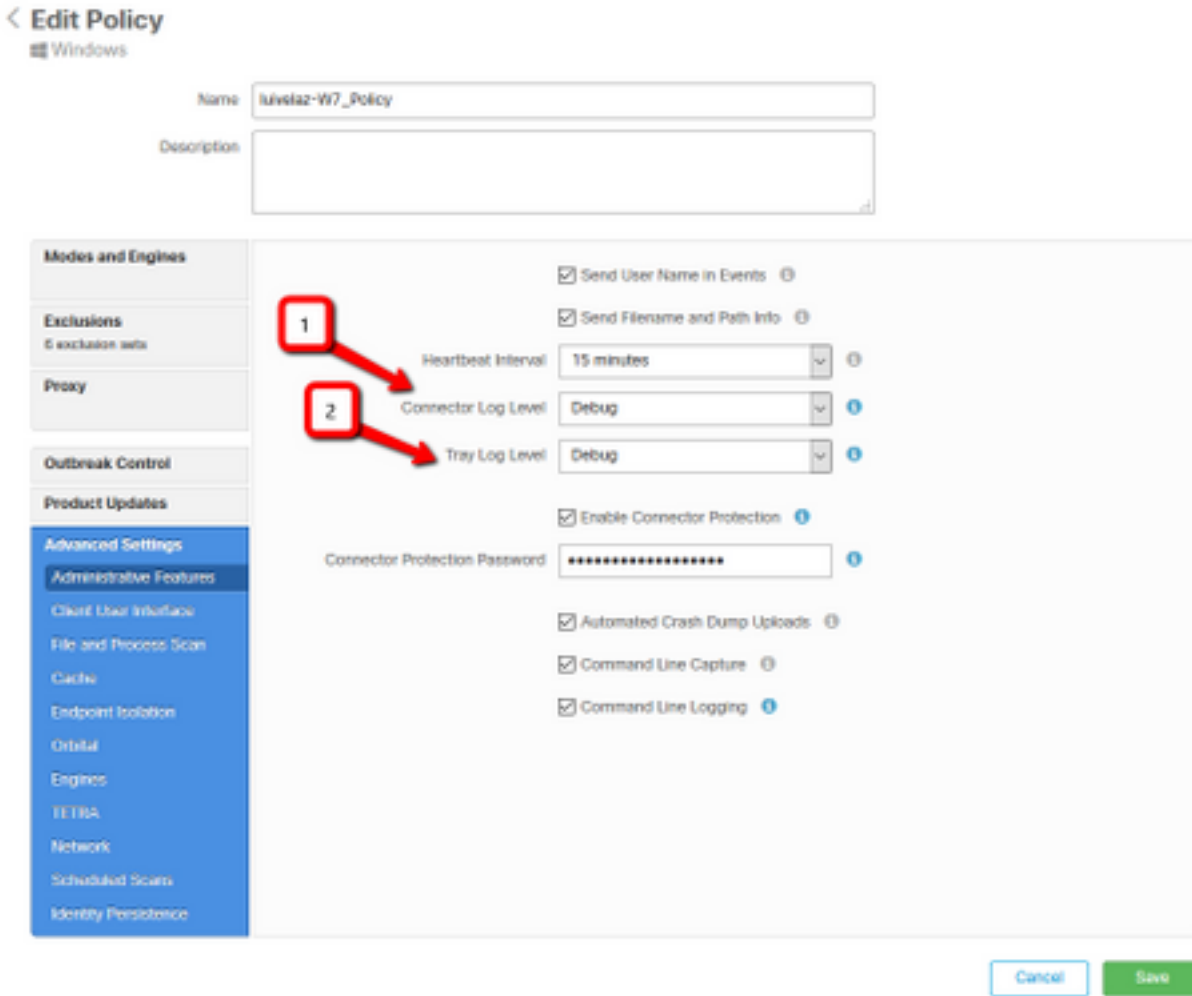 Edit Policy
Windows
Name luivelaz-W7_Policy
Description
Modes and Engines
Exclusions
6 exclusion sets
Proxy
Outbreak Control
Product Updates
Advanced Settings
Administrative Features
Client User Interface
File and Process Scan
Cache
Endpoint Isolation
Orbital
Engines
TETRA
Network
Scheduled Scans
Identity Persistence
Send User Name in Events
Send Filename and Path Info
1
Heartbeat Interval 15 minutes
Connector Log Level Debug
2
Tray Log Level Debug
Enable Connector Protection
Connector Protection Password ••••••••••••••••••
Automated Crash Dump Uploads
Command Line Capture
Command Line Logging
Cancel
Save